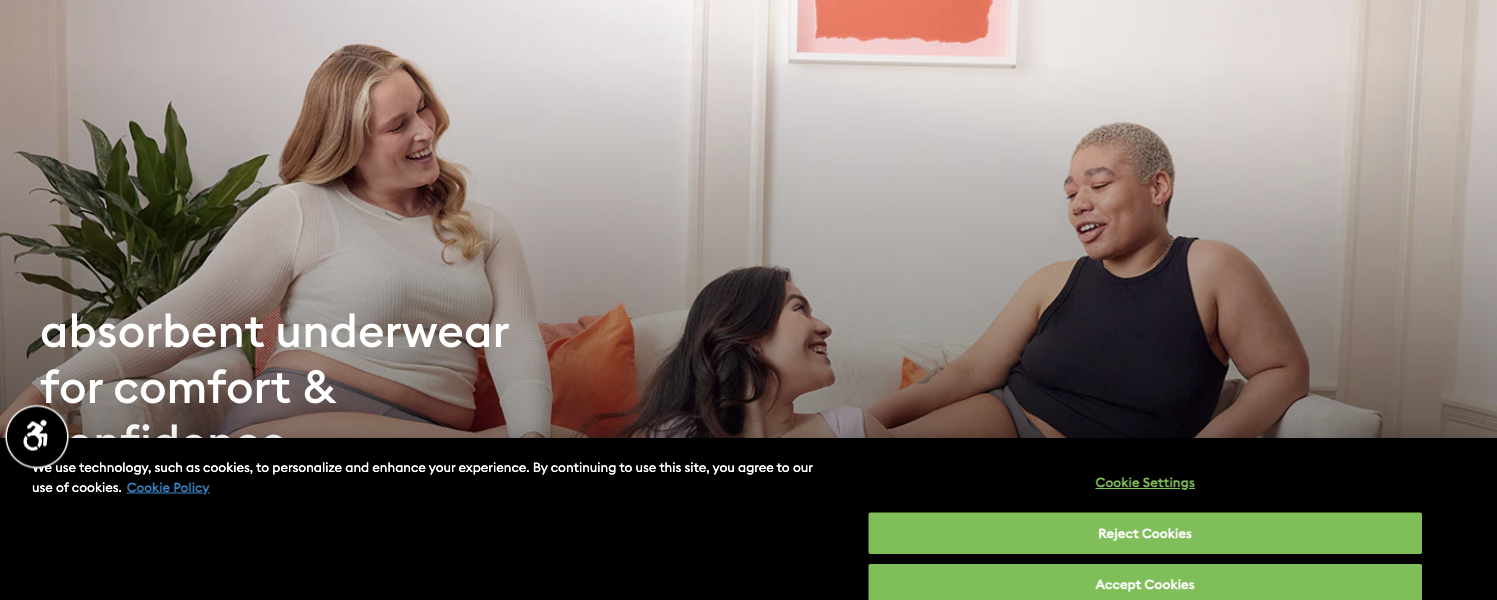 absorbent underwear
for comfort &
We use technology, such as cookies, to personalize and enhance your experience. By continuing to use this site, you agree to our
use of cookies. Cookie Policy
Cookie Settings
Reject Cookies
Accept Cookies